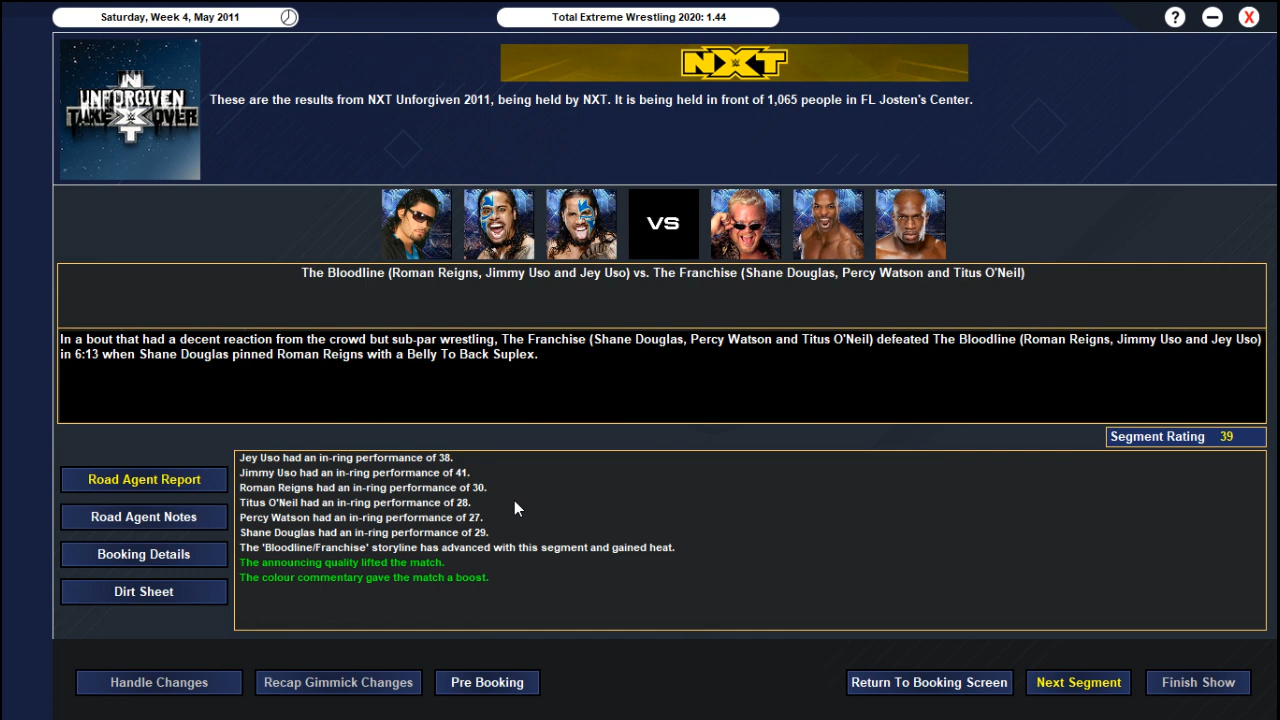 Saturday, Week 4, May 2011
Total Extreme Wrestling 2020: 1.44
?
X
N
UNFORGIVEN
TAKE OVER
T
NXT
These are the results from NXT Unforgiven 2011, being held by NXT. It is being held in front of 1,065 people in FL Josten's Center.
VS
The Bloodline (Roman Reigns, Jimmy Uso and Jey Uso) vs. The Franchise (Shane Douglas, Percy Watson and Titus O'Neil)
In a bout that had a decent reaction from the crowd but sub-par wrestling, The Franchise (Shane Douglas, Percy Watson and Titus O'Neil) defeated The Bloodline (Roman Reigns, Jimmy Uso and Jey Uso)
in 6:13 when Shane Douglas pinned Roman Reigns with a Belly To Back Suplex.
Segment Rating 39
Road Agent Report
Road Agent Notes
Booking Details
Dirt Sheet
Jey Uso had an in-ring performance of 38.
Jimmy Uso had an in-ring performance of 41.
Roman Reigns had an in-ring performance of 30.
Titus O'Neil had an in-ring performance of 28.
Percy Watson had an in-ring performance of 27.
Shane Douglas had an in-ring performance of 29.
The 'Bloodline/Franchise' storyline has advanced with this segment and gained heat.
The announcing quality lifted the match.
The colour commentary gave the match a boost.
Handle Changes
Recap Gimmick Changes
Pre Booking
Return To Booking Screen
Next Segment
Finish Show